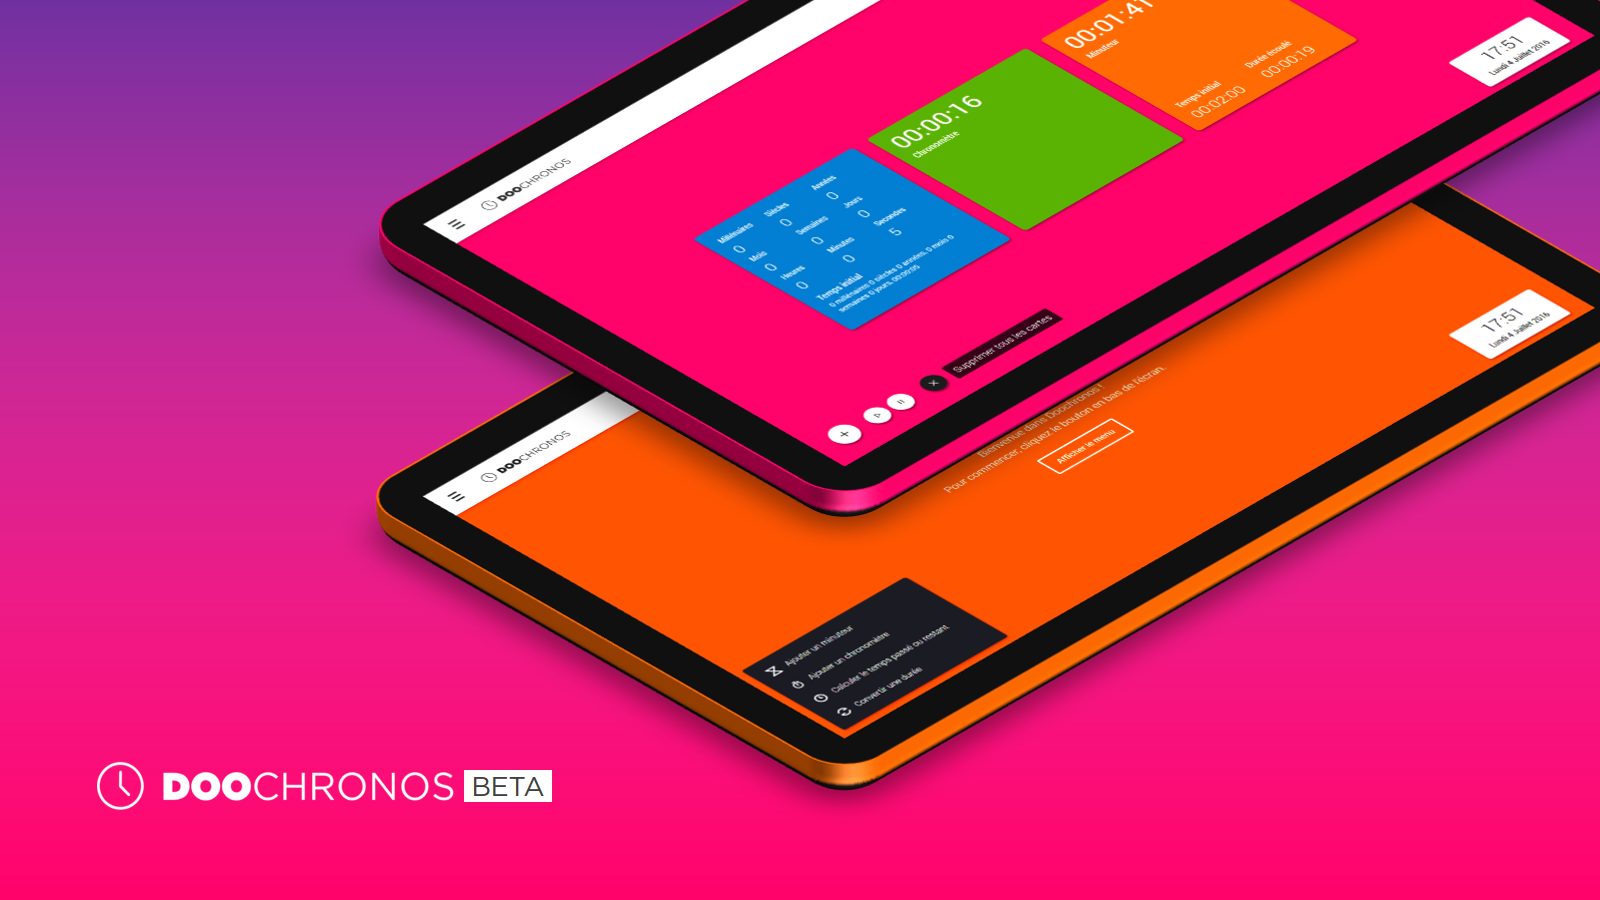 DOOCHRONOS
00:01:41
Minuteur
Temps initial
00:02:00
Durée écoulé
00:00:19
00:00:16
Chronomètre
Millénaires
0
Siècles
0
Années
0
Mois
0
Semaines
0
Jours
0
Heures
0
Minutes
0
Secondes
5
Temps initial
0 millénaires 0 siècles 0 années, 0 mois 0
semaines 0 jours, 00:00:05
17:51
Lundi 4 Juillet 2016
Supprimer tous les cartes
DOOCHRONOS
Bienvenue dans Doochronos !
Pour commencer, cliquez le bouton en bas de l'écran.
Afficher le menu
17:51
Lundi 4 Juillet 2016
Ajouter un minuteur
Ajouter un chronomètre
Calculer le temps passé ou restant
Convertir une durée
DOOCHRONOS BETA